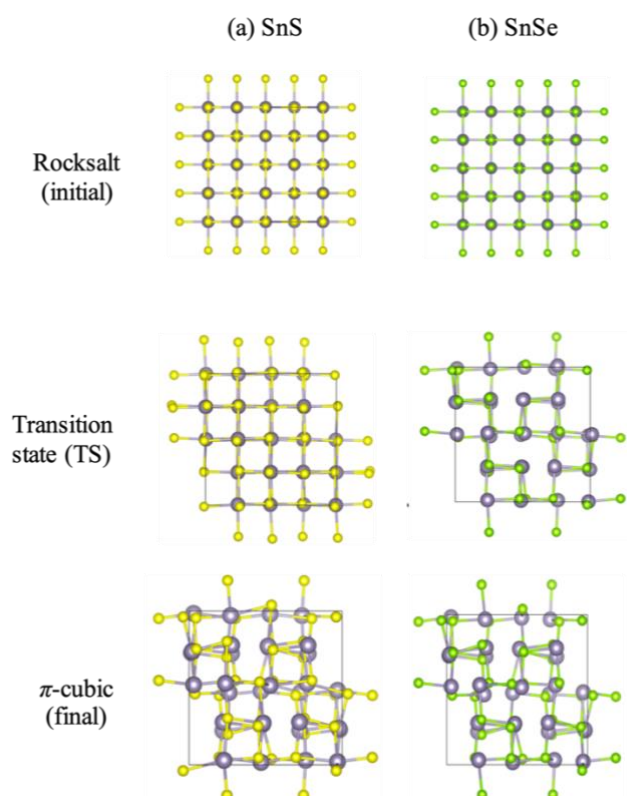 (a) SnS
(b) SnSe
Rocksalt
(initial)
Transition
state (TS)
π-cubic
(final)